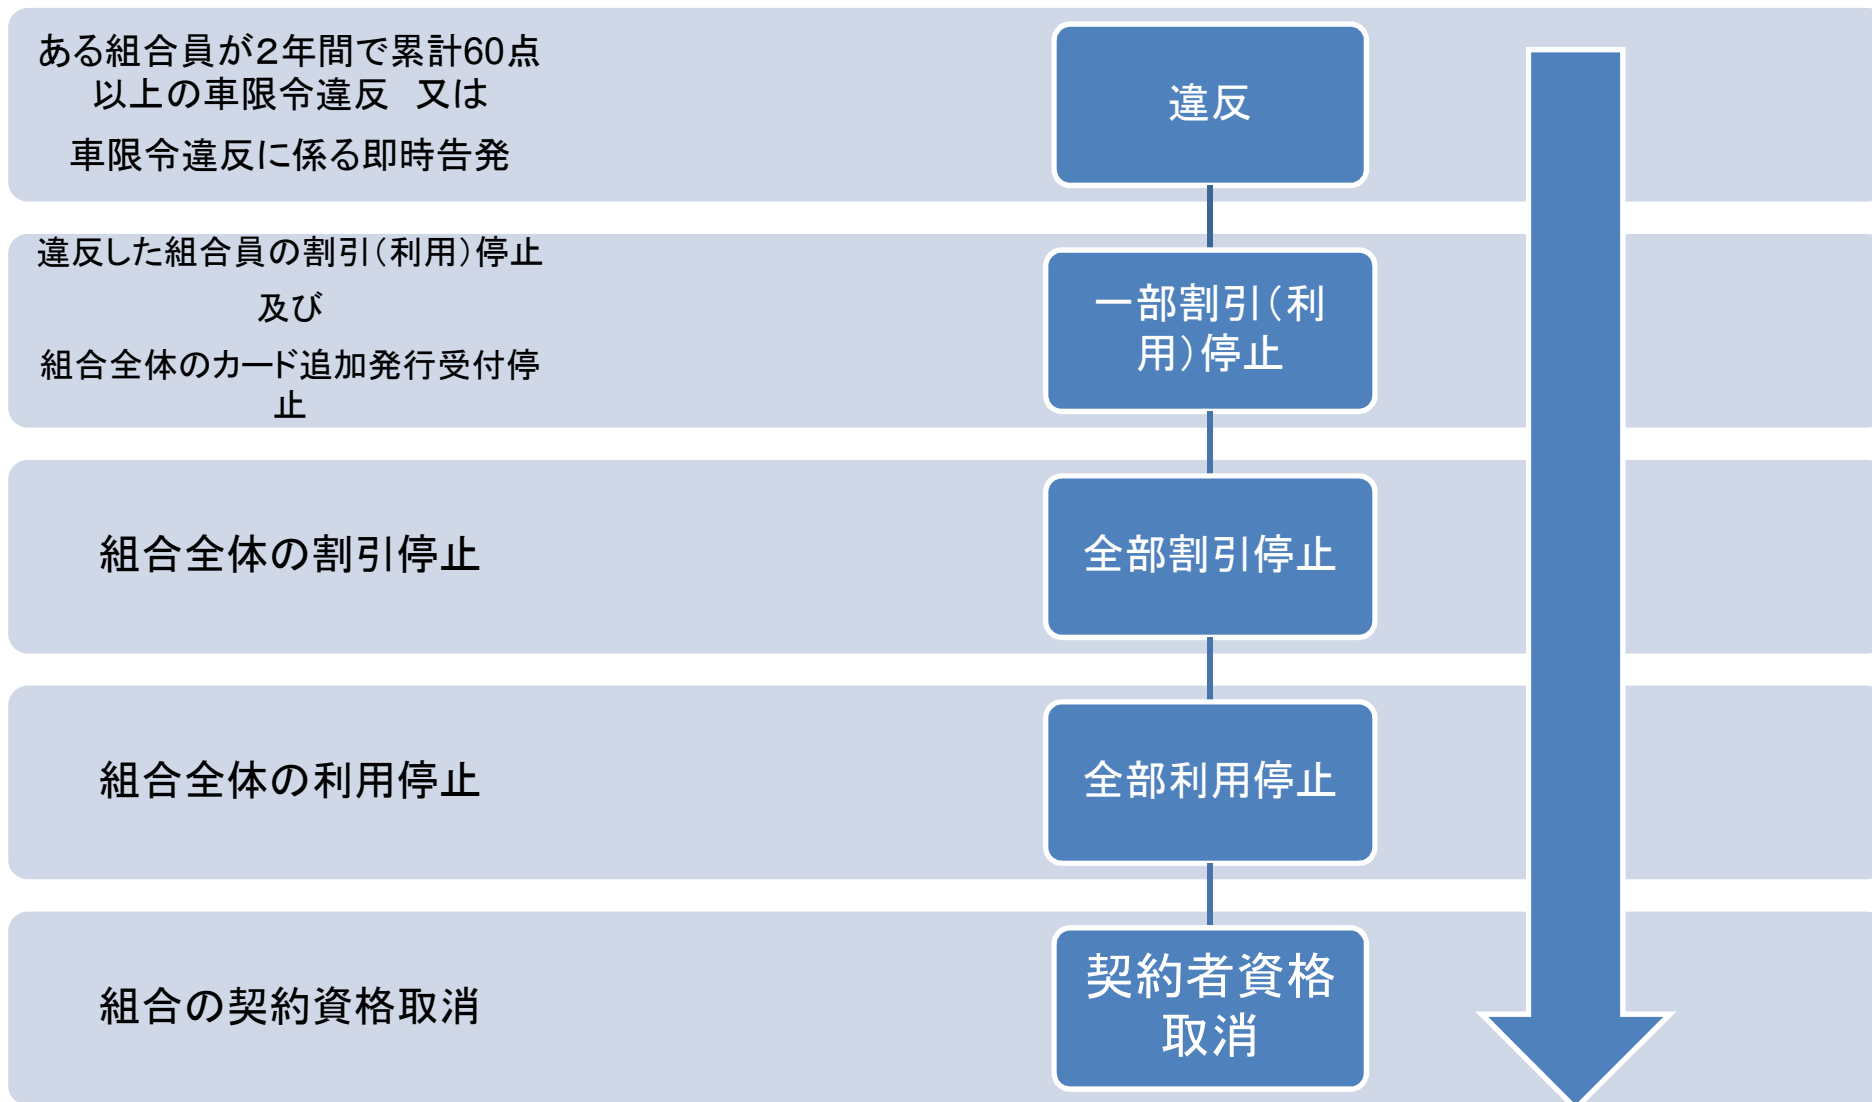 ある組合員が２年間で累計60点
以上の車限令違反　又は
車限令違反に係る即時告発
違反
違反した組合員の割引（利用）停止
及び
組合全体のカード追加発行受付停
止
一部割引（利
用）停止
組合全体の割引停止
全部割引停止
組合全体の利用停止
全部利用停止
組合の契約資格取消
契約者資格
取消